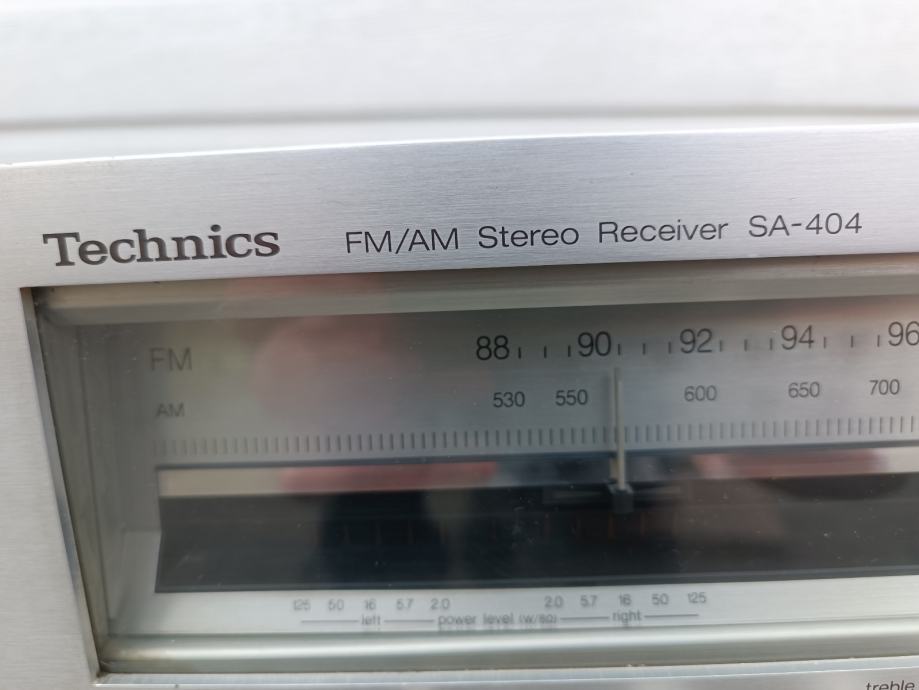 Technics FM/AM Stereo Receiver SA-404
FM 88 90 92 94 96
AM 530 550 600 650 700
125 50 16 5.7 2.0 2.0 5.7 16 50 125
left power level (w/8Ω) right
treble